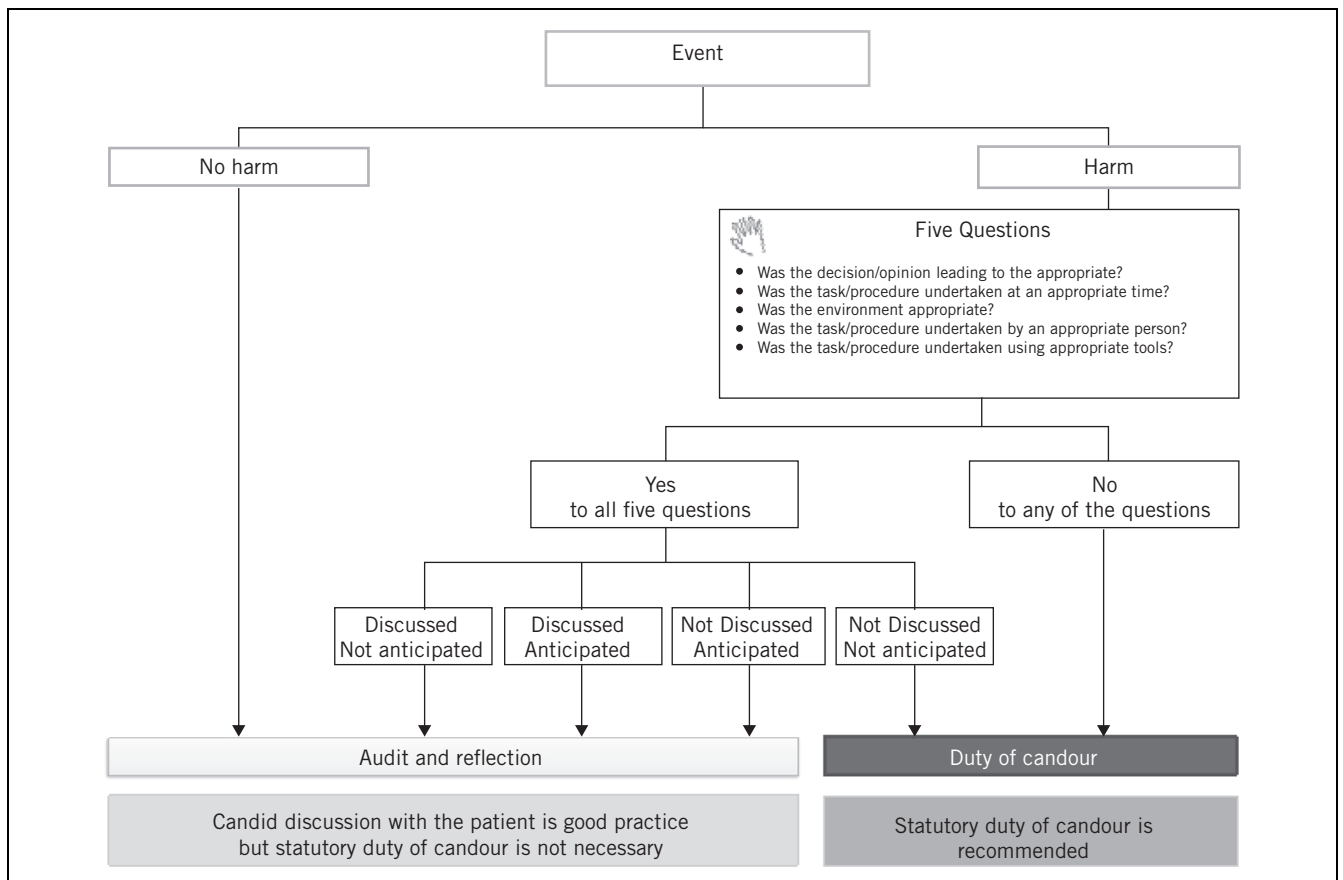 Event
No harm
Harm
Five Questions
• Was the decision/opinion leading to the appropriate?
• Was the task/procedure undertaken at an appropriate time?
• Was the environment appropriate?
• Was the task/procedure undertaken by an appropriate person?
• Was the task/procedure undertaken using appropriate tools?
Yes
to all five questions
No
to any of the questions
Discussed
Not anticipated
Discussed
Anticipated
Not Discussed
Anticipated
Not Discussed
Not anticipated
Audit and reflection
Duty of candour
Candid discussion with the patient is good practice
but statutory duty of candour is not necessary
Statutory duty of candour is
recommended